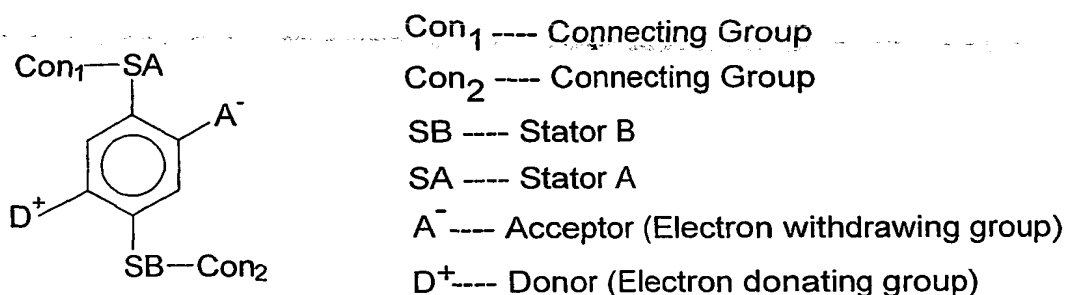 Con₁—SA
A⁻
D⁺
SB—Con₂
Con₁ ---- Connecting Group
Con₂ ---- Connecting Group
SB ---- Stator B
SA ---- Stator A
A⁻ ---- Acceptor (Electron withdrawing group)
D⁺---- Donor (Electron donating group)